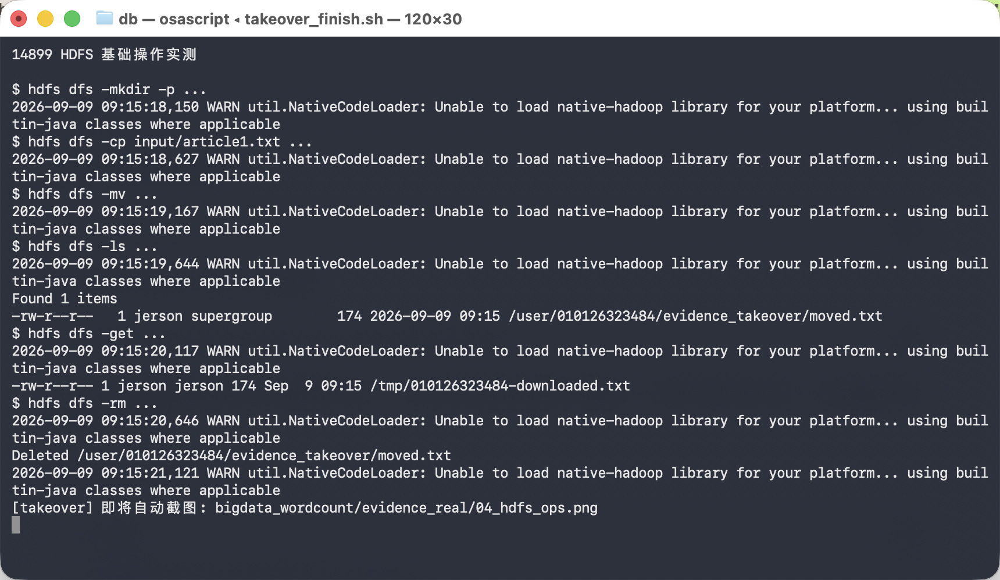 db — osascript ◂ takeover_finish.sh — 120×30
14899 HDFS 基础操作实测
$ hdfs dfs -mkdir -p ...
2026-09-09 09:15:18,150 WARN util.NativeCodeLoader: Unable to load native-hadoop library for your platform... using buil
tin-java classes where applicable
$ hdfs dfs -cp input/article1.txt ...
2026-09-09 09:15:18,627 WARN util.NativeCodeLoader: Unable to load native-hadoop library for your platform... using buil
tin-java classes where applicable
$ hdfs dfs -mv ...
2026-09-09 09:15:19,167 WARN util.NativeCodeLoader: Unable to load native-hadoop library for your platform... using buil
tin-java classes where applicable
$ hdfs dfs -ls ...
2026-09-09 09:15:19,644 WARN util.NativeCodeLoader: Unable to load native-hadoop library for your platform... using buil
tin-java classes where applicable
Found 1 items
-rw-r--r--   1 jerson supergroup        174 2026-09-09 09:15 /user/010126323484/evidence_takeover/moved.txt
$ hdfs dfs -get ...
2026-09-09 09:15:20,117 WARN util.NativeCodeLoader: Unable to load native-hadoop library for your platform... using buil
tin-java classes where applicable
-rw-r--r-- 1 jerson jerson 174 Sep  9 09:15 /tmp/010126323484-downloaded.txt
$ hdfs dfs -rm ...
2026-09-09 09:15:20,646 WARN util.NativeCodeLoader: Unable to load native-hadoop library for your platform... using buil
tin-java classes where applicable
Deleted /user/010126323484/evidence_takeover/moved.txt
2026-09-09 09:15:21,121 WARN util.NativeCodeLoader: Unable to load native-hadoop library for your platform... using buil
tin-java classes where applicable
[takeover] 即将自动截图: bigdata_wordcount/evidence_real/04_hdfs_ops.png